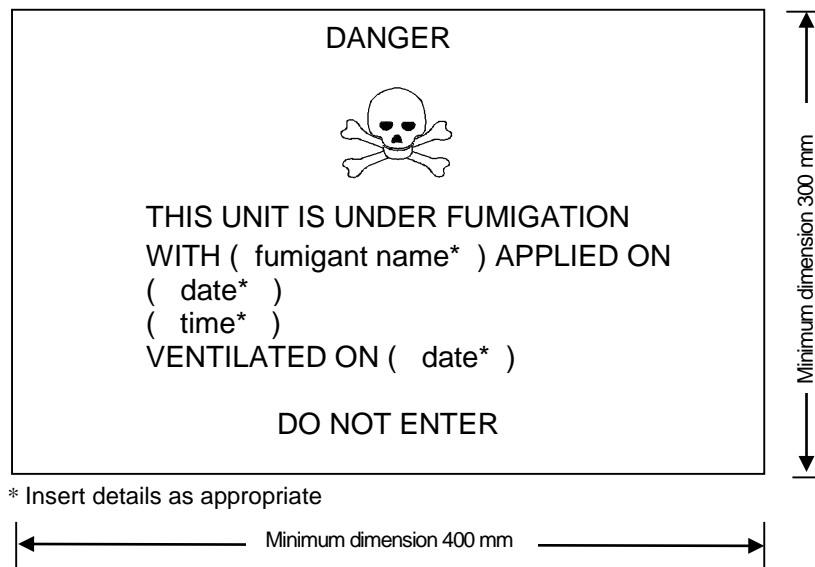 DANGER
THIS UNIT IS UNDER FUMIGATION
WITH ( fumigant name* ) APPLIED ON
( date* )
( time* )
VENTILATED ON ( date* )
DO NOT ENTER
Minimum dimension 300 mm
* Insert details as appropriate
Minimum dimension 400 mm